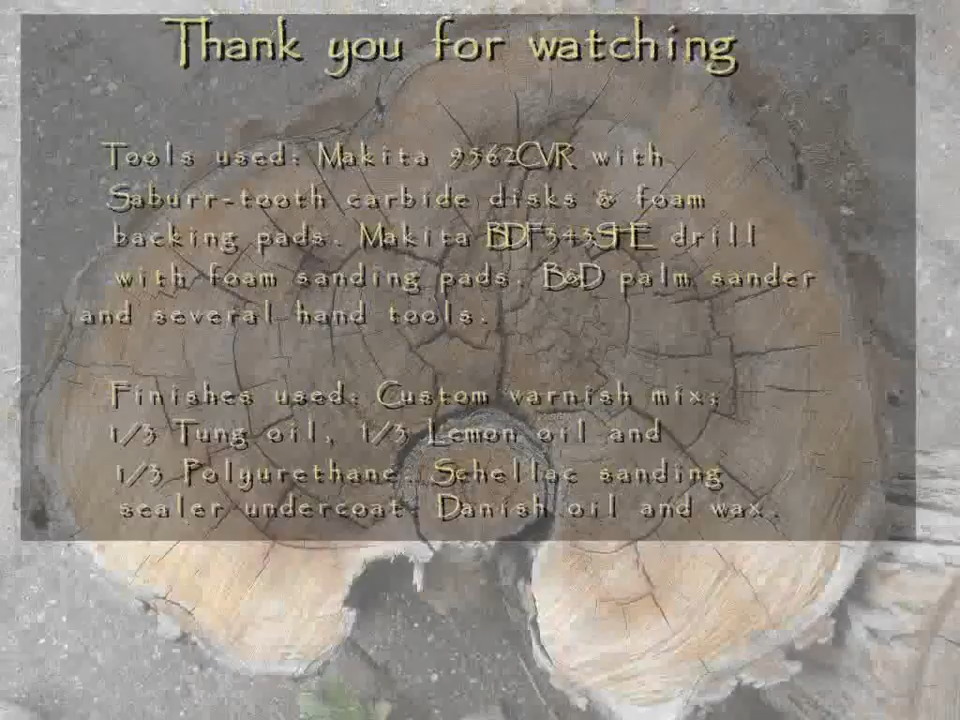 Thank you for watching
Tools used: Makita 9562CVR with
Saburr-tooth carbide disks & foam
backing pads. Makita BDF343SHE drill
with foam sanding pads. B&D palm sander
and several hand tools.
Finishes used: Custom varnish mix;
1/3 Tung oil, 1/3 Lemon oil and
1/3 Polyurethane. Schellac sanding
sealer undercoat. Danish oil and wax.